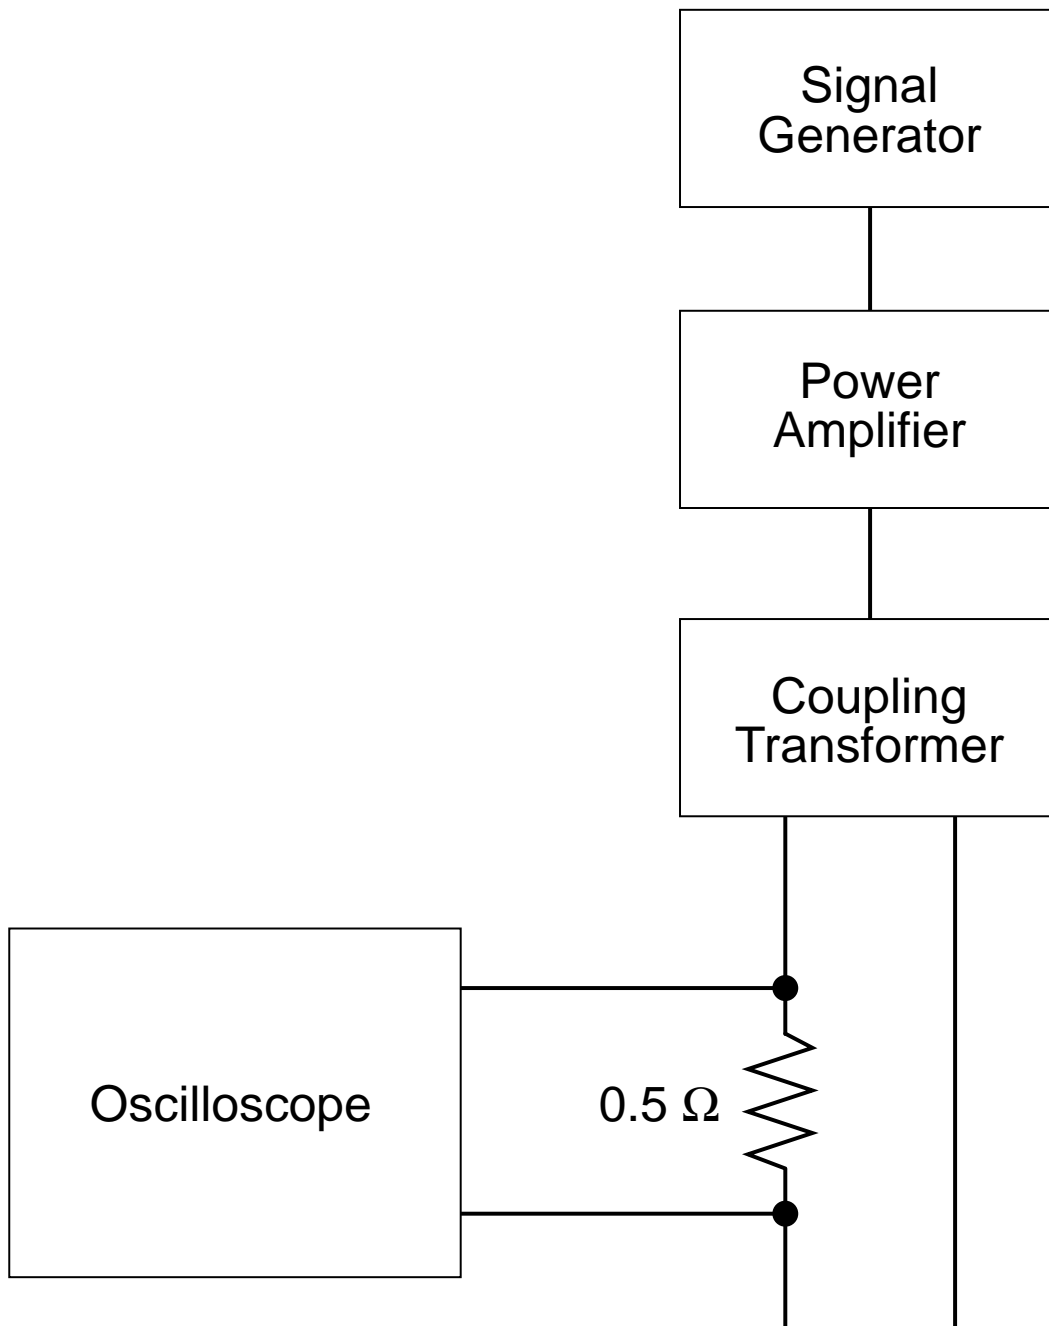 Signal
Generator
Power
Amplifier
Coupling
Transformer
Oscilloscope
0.5 Ω